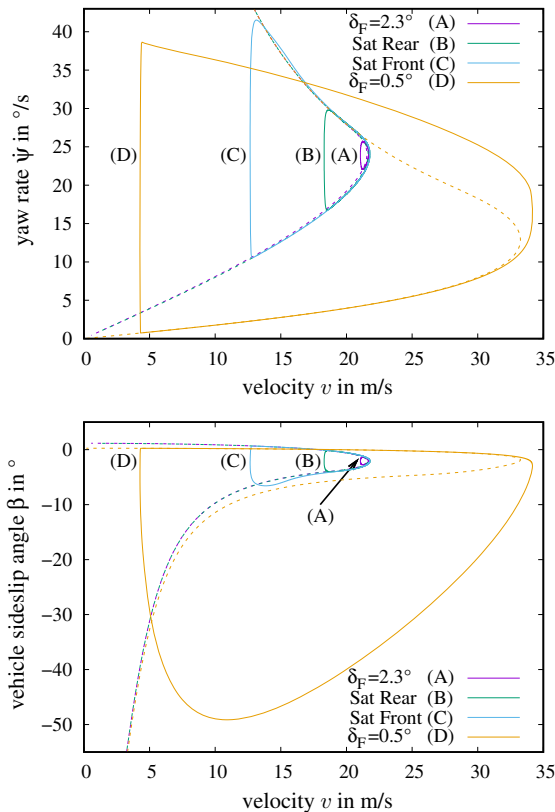 yaw rate ψ̇ in °/s
40
35
30
25
20
15
10
5
0
δF=2.3° (A)
Sat Rear (B)
Sat Front (C)
δF=0.5° (D)
(D)
(C)
(B)
(A)
0 5 10 15 20 25 30 35
velocity v in m/s
vehicle sideslip angle β in °
0
−10
−20
−30
−40
−50
(D)
(C)
(B)
(A)
δF=2.3° (A)
Sat Rear (B)
Sat Front (C)
δF=0.5° (D)
0 5 10 15 20 25 30 35
velocity v in m/s